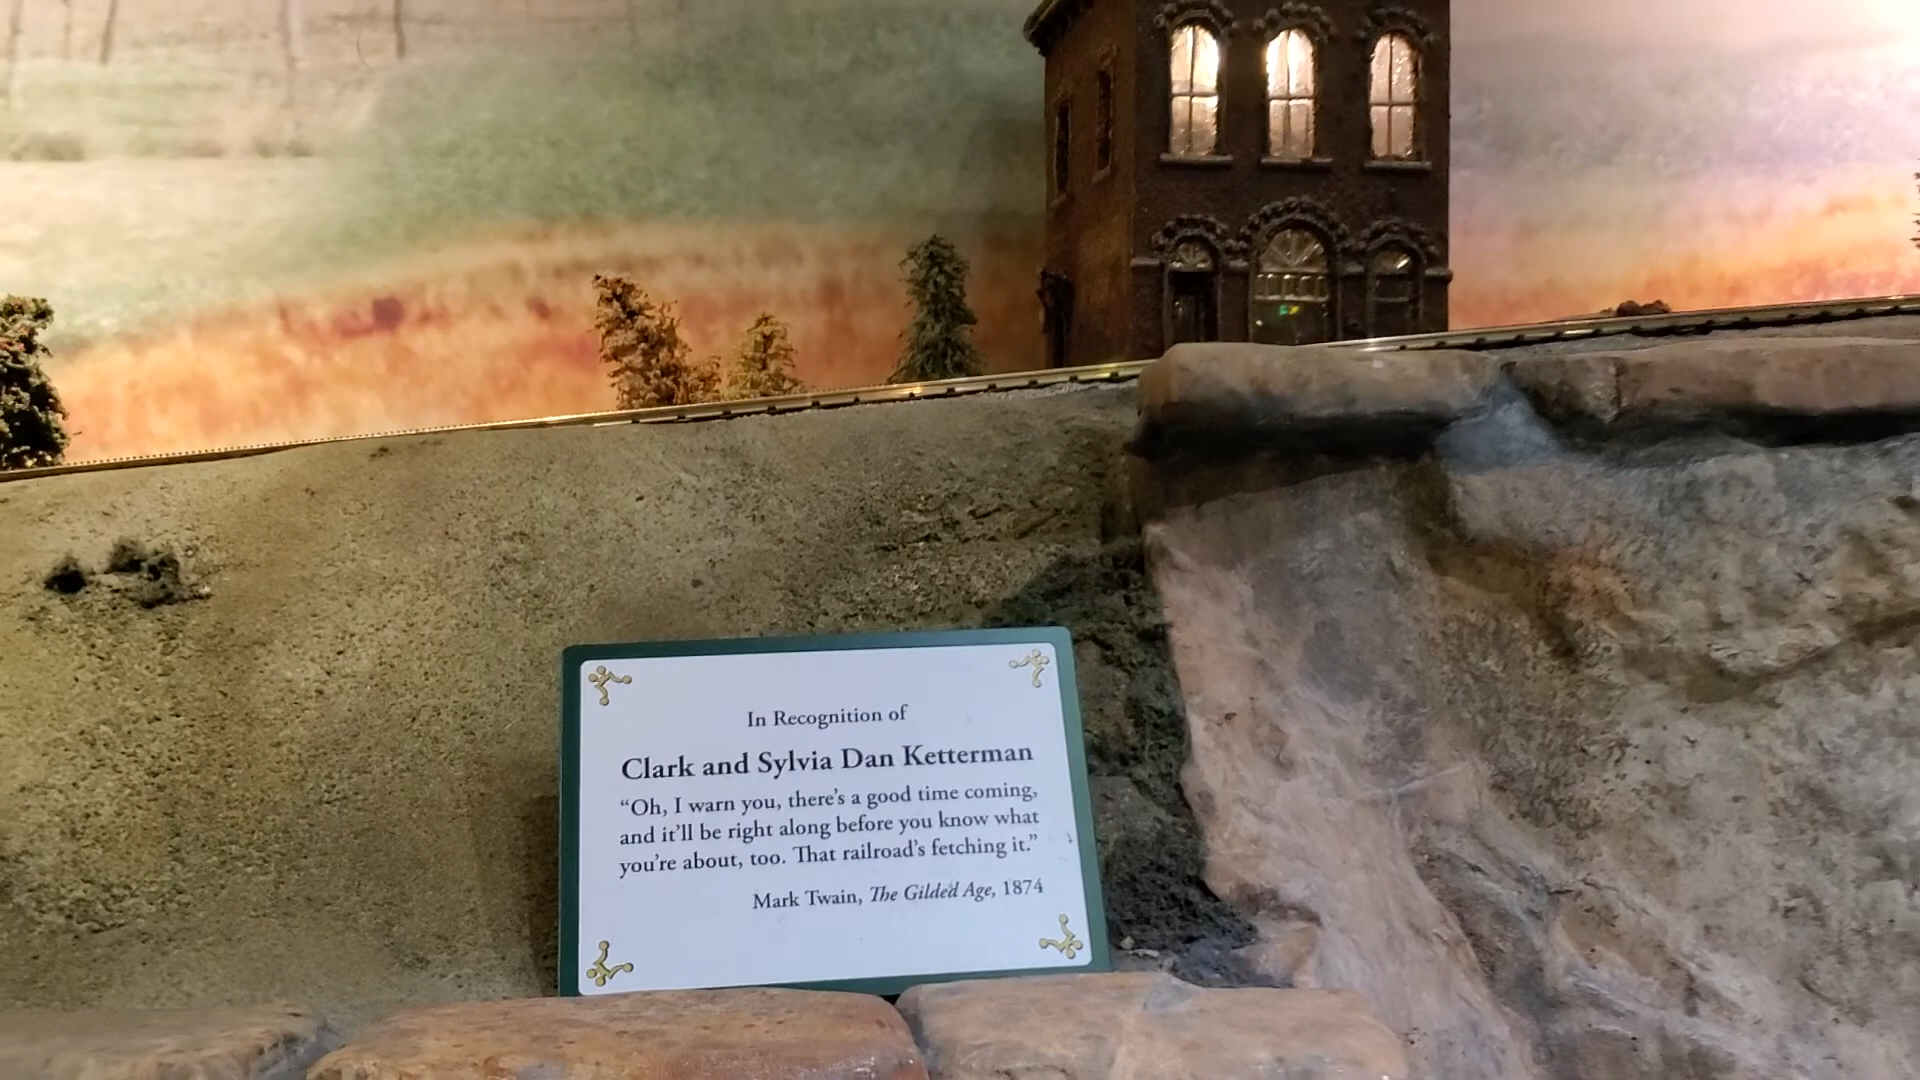 In Recognition of
Clark and Sylvia Dan Ketterman
“Oh, I warn you, there’s a good time coming,
and it’ll be right along before you know what
you’re about, too. That railroad’s fetching it.”
Mark Twain, The Gilded Age, 1874